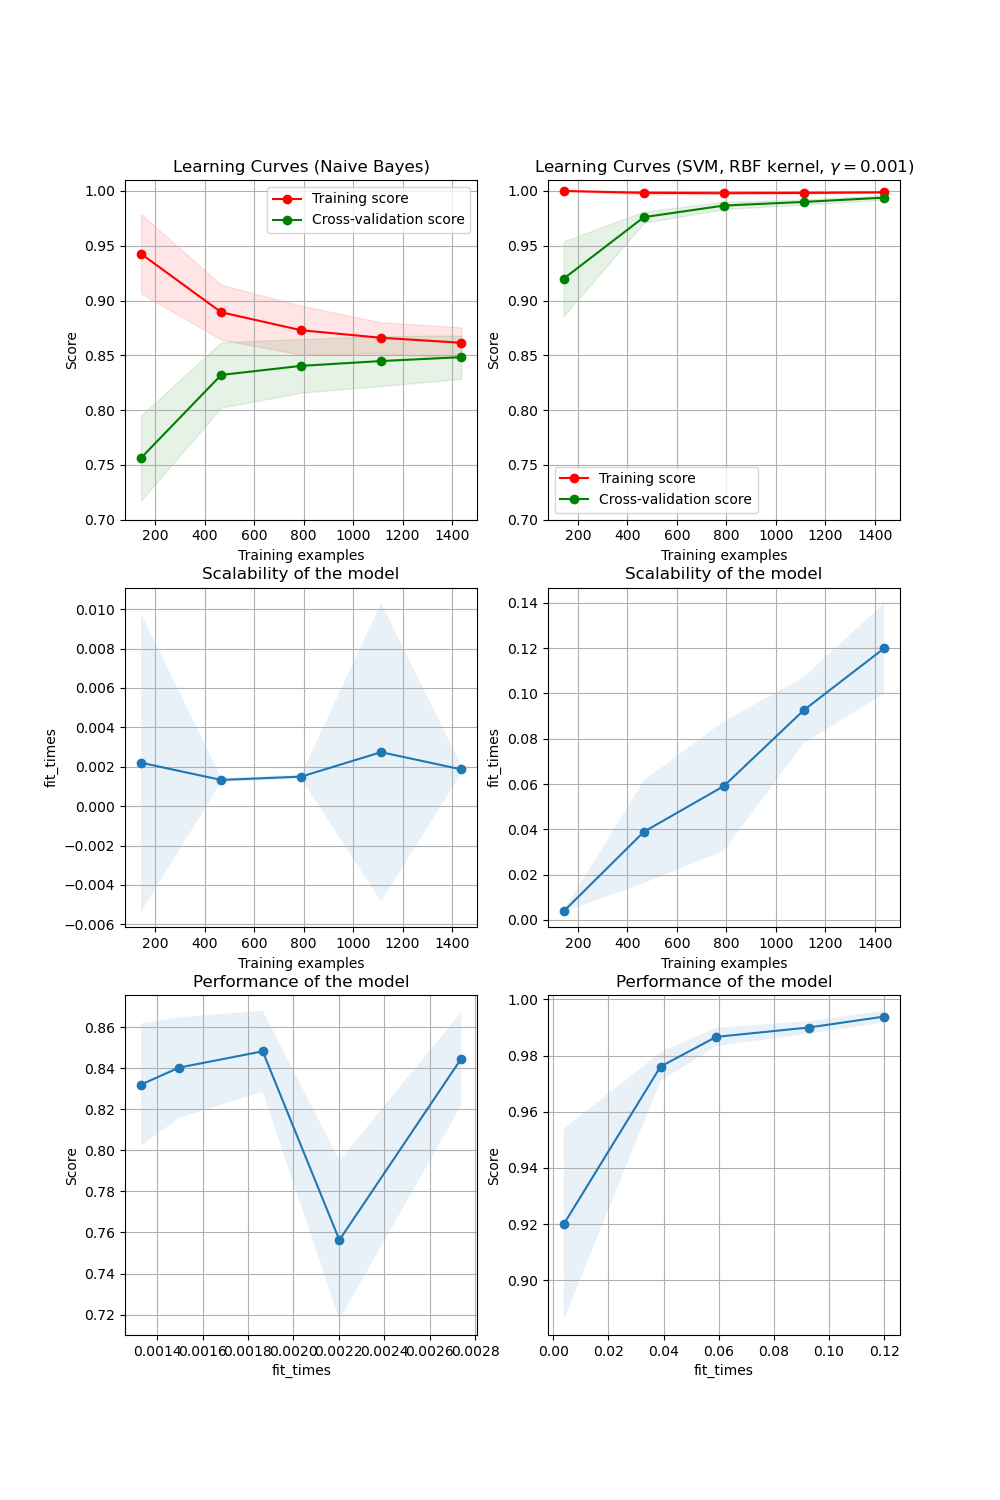 Learning Curves (Naive Bayes)
Learning Curves (SVM, RBF kernel, γ = 0.001)
1.00
0.95
0.90
0.85
0.80
0.75
0.70
Score
Training score
Cross-validation score
200 400 600 800 1000 1200 1400
Training examples
1.00
0.95
0.90
0.85
0.80
0.75
0.70
Score
Training score
Cross-validation score
200 400 600 800 1000 1200 1400
Training examples
Scalability of the model
0.010
0.008
0.006
0.004
0.002
0.000
−0.002
−0.004
−0.006
fit_times
200 400 600 800 1000 1200 1400
Training examples
Scalability of the model
0.14
0.12
0.10
0.08
0.06
0.04
0.02
0.00
fit_times
200 400 600 800 1000 1200 1400
Training examples
Performance of the model
0.86
0.84
0.82
0.80
0.78
0.76
0.74
0.72
Score
0.0014 0.0016 0.0018 0.0020 0.0022 0.0024 0.0026 0.0028
fit_times
Performance of the model
1.00
0.98
0.96
0.94
0.92
0.90
Score
0.00 0.02 0.04 0.06 0.08 0.10 0.12
fit_times